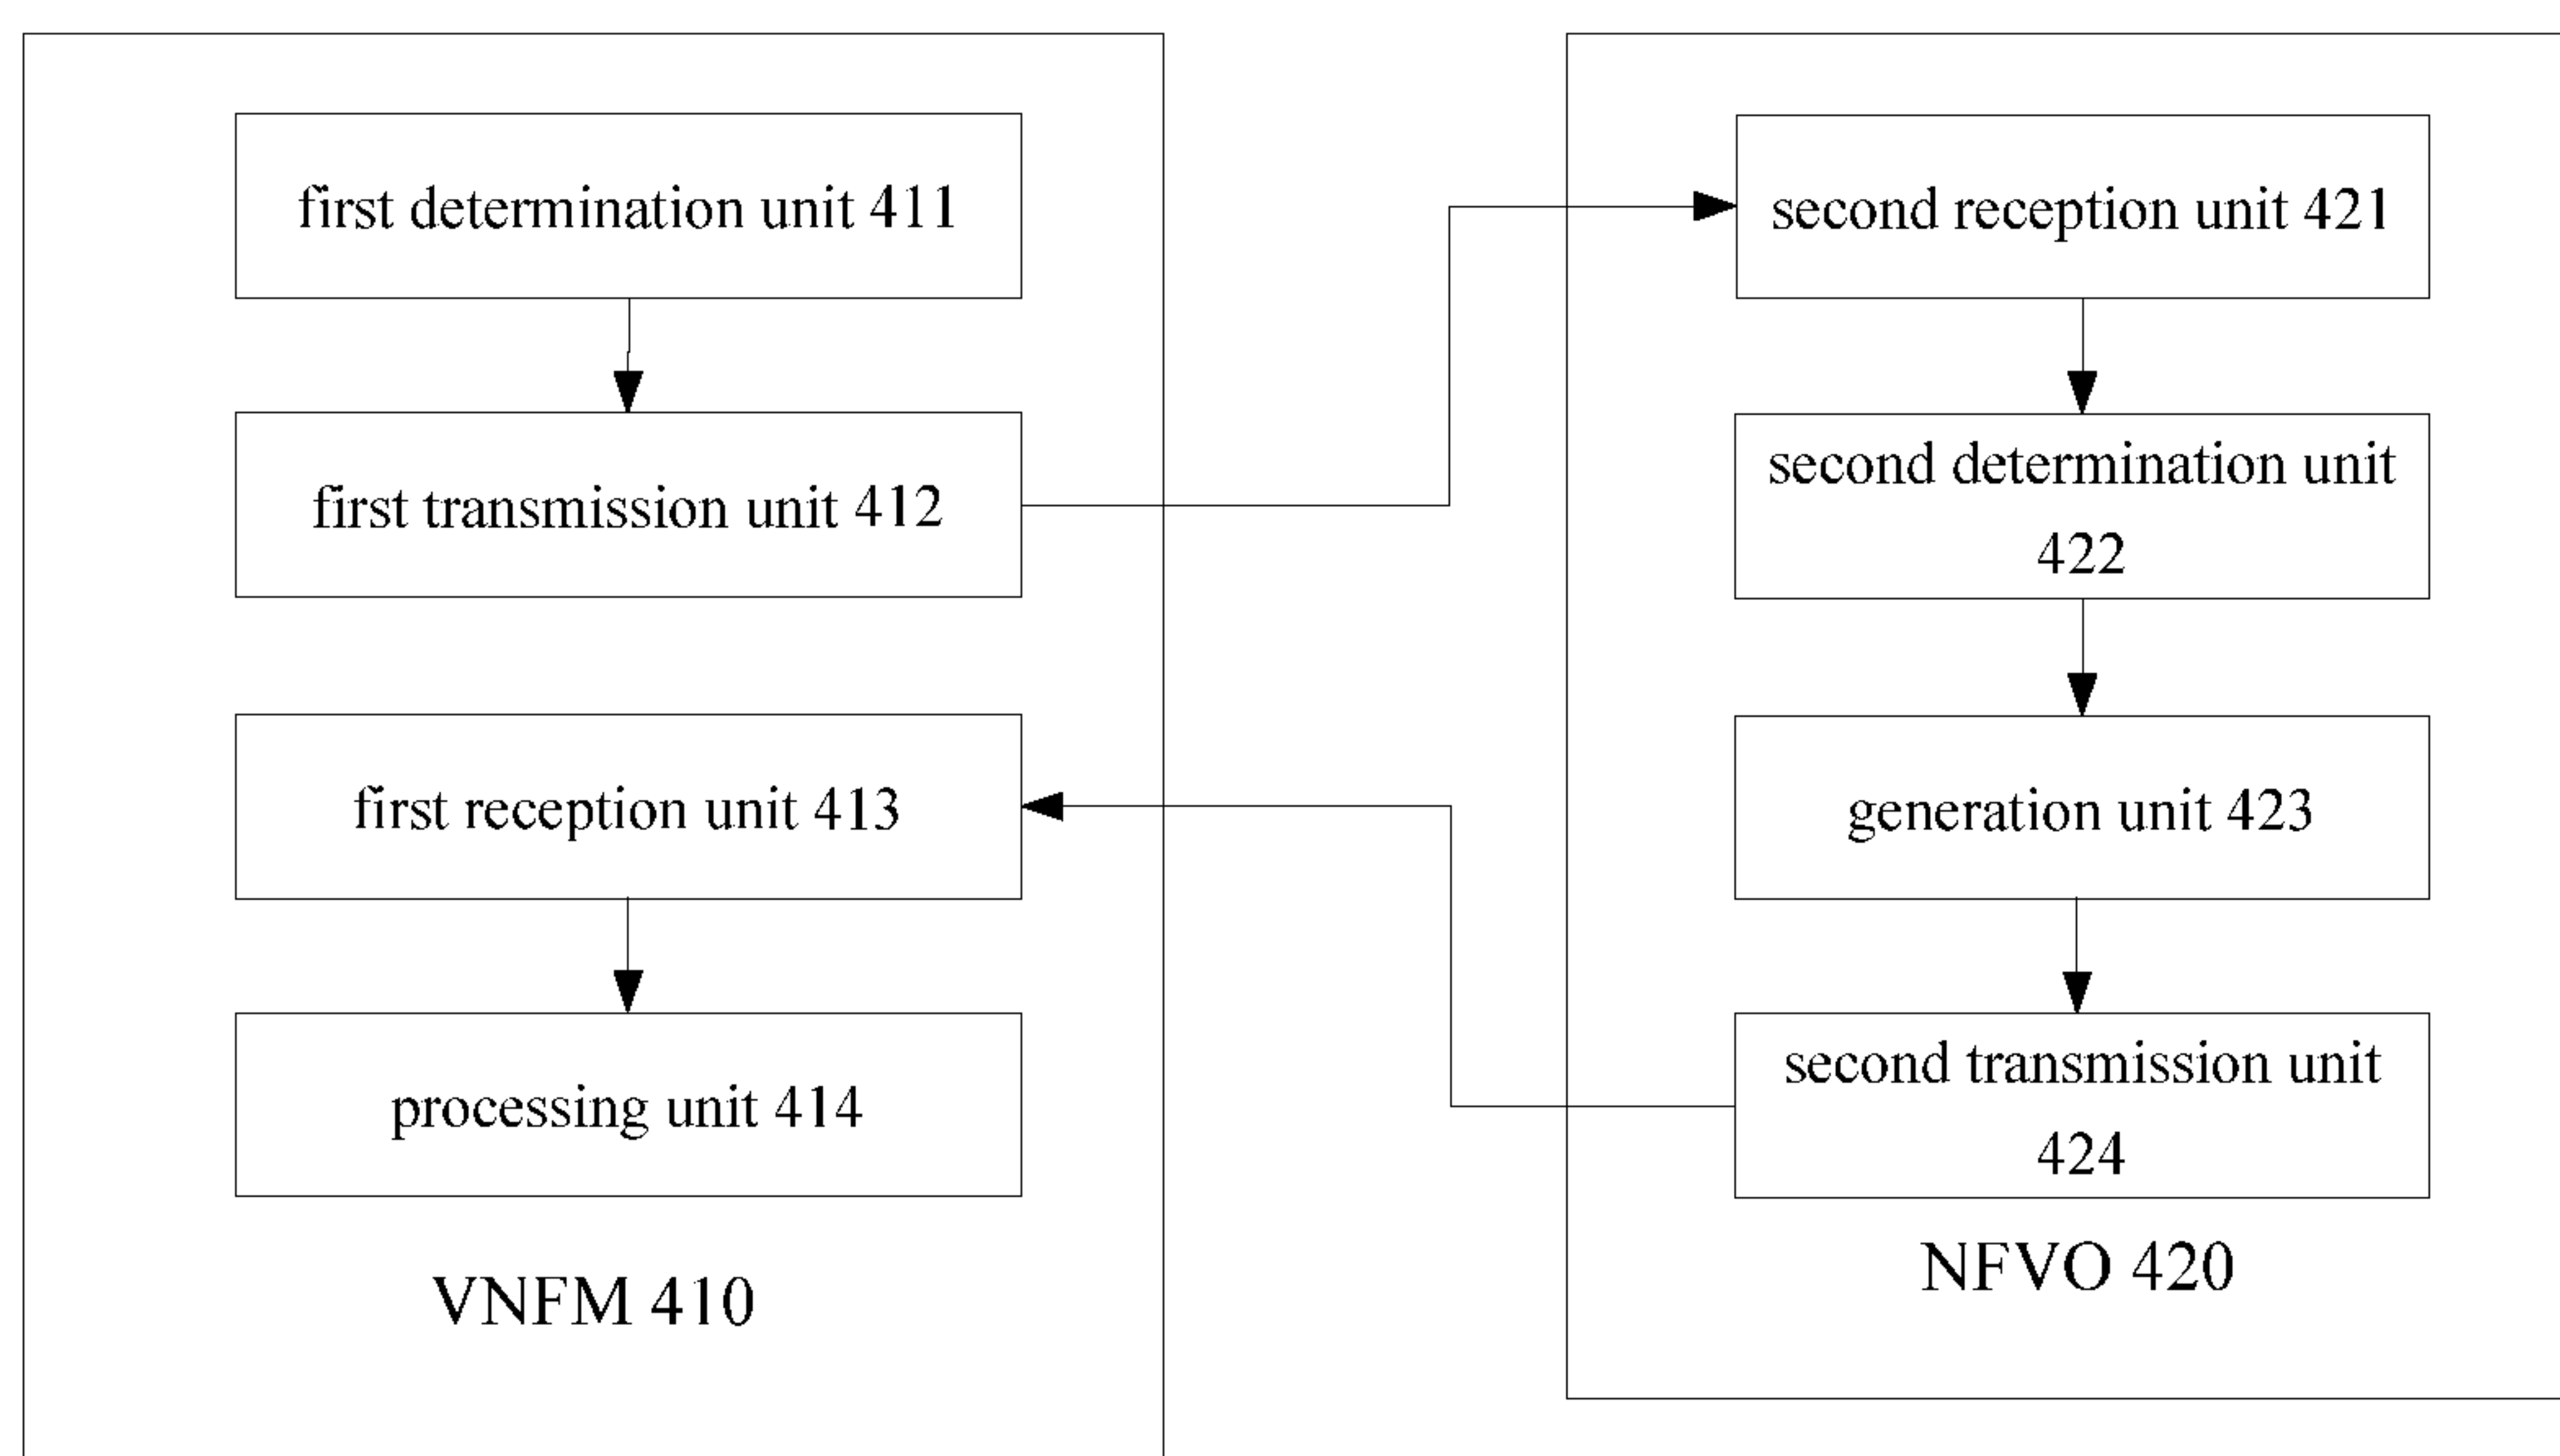 first determination unit 411
first transmission unit 412
first reception unit 413
processing unit 414
VNFM 410
second reception unit 421
second determination unit
422
generation unit 423
second transmission unit
424
NFVO 420